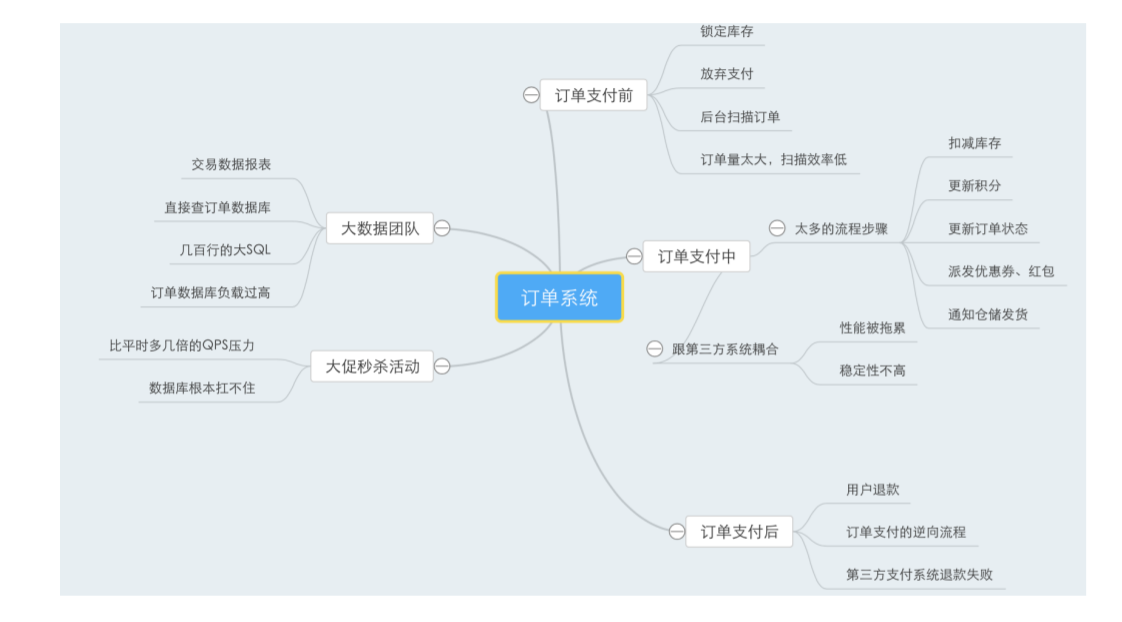 订单系统
订单支付前
锁定库存
放弃支付
后台扫描订单
订单量太大，扫描效率低
订单支付中
太多的流程步骤
扣减库存
更新积分
更新订单状态
派发优惠券、红包
通知仓储发货
跟第三方系统耦合
性能被拖累
稳定性不高
订单支付后
用户退款
订单支付的逆向流程
第三方支付系统退款失败
大数据团队
交易数据报表
直接查订单数据库
几百行的大SQL
订单数据库负载过高
大促秒杀活动
比平时多几倍的QPS压力
数据库根本扛不住